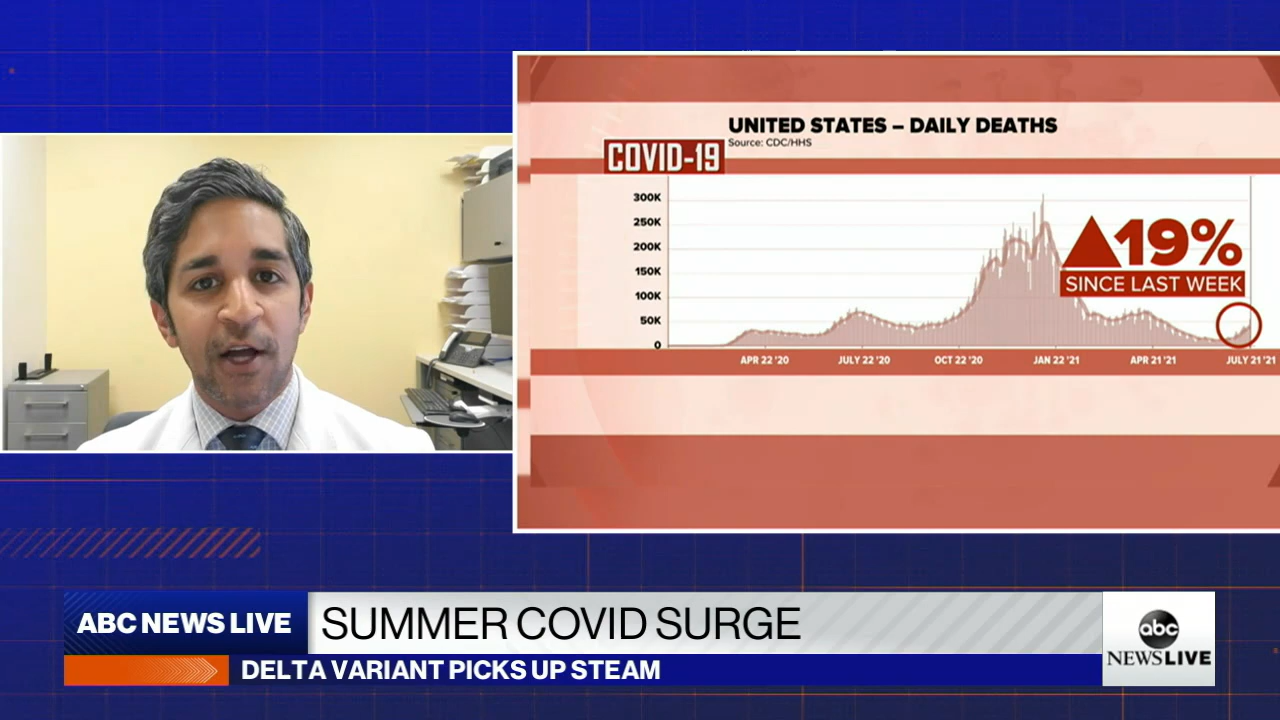 UNITED STATES – DAILY DEATHS
Source: CDC/HHS
COVID-19
300K
250K
200K
150K
100K
50K
0
▲19%
SINCE LAST WEEK
APR 22 '20
JULY 22 '20
OCT 22 '20
JAN 22 '21
APR 21 '21
JULY 21 '21
ABC NEWS LIVE
SUMMER COVID SURGE
DELTA VARIANT PICKS UP STEAM
abc
NEWSLIVE